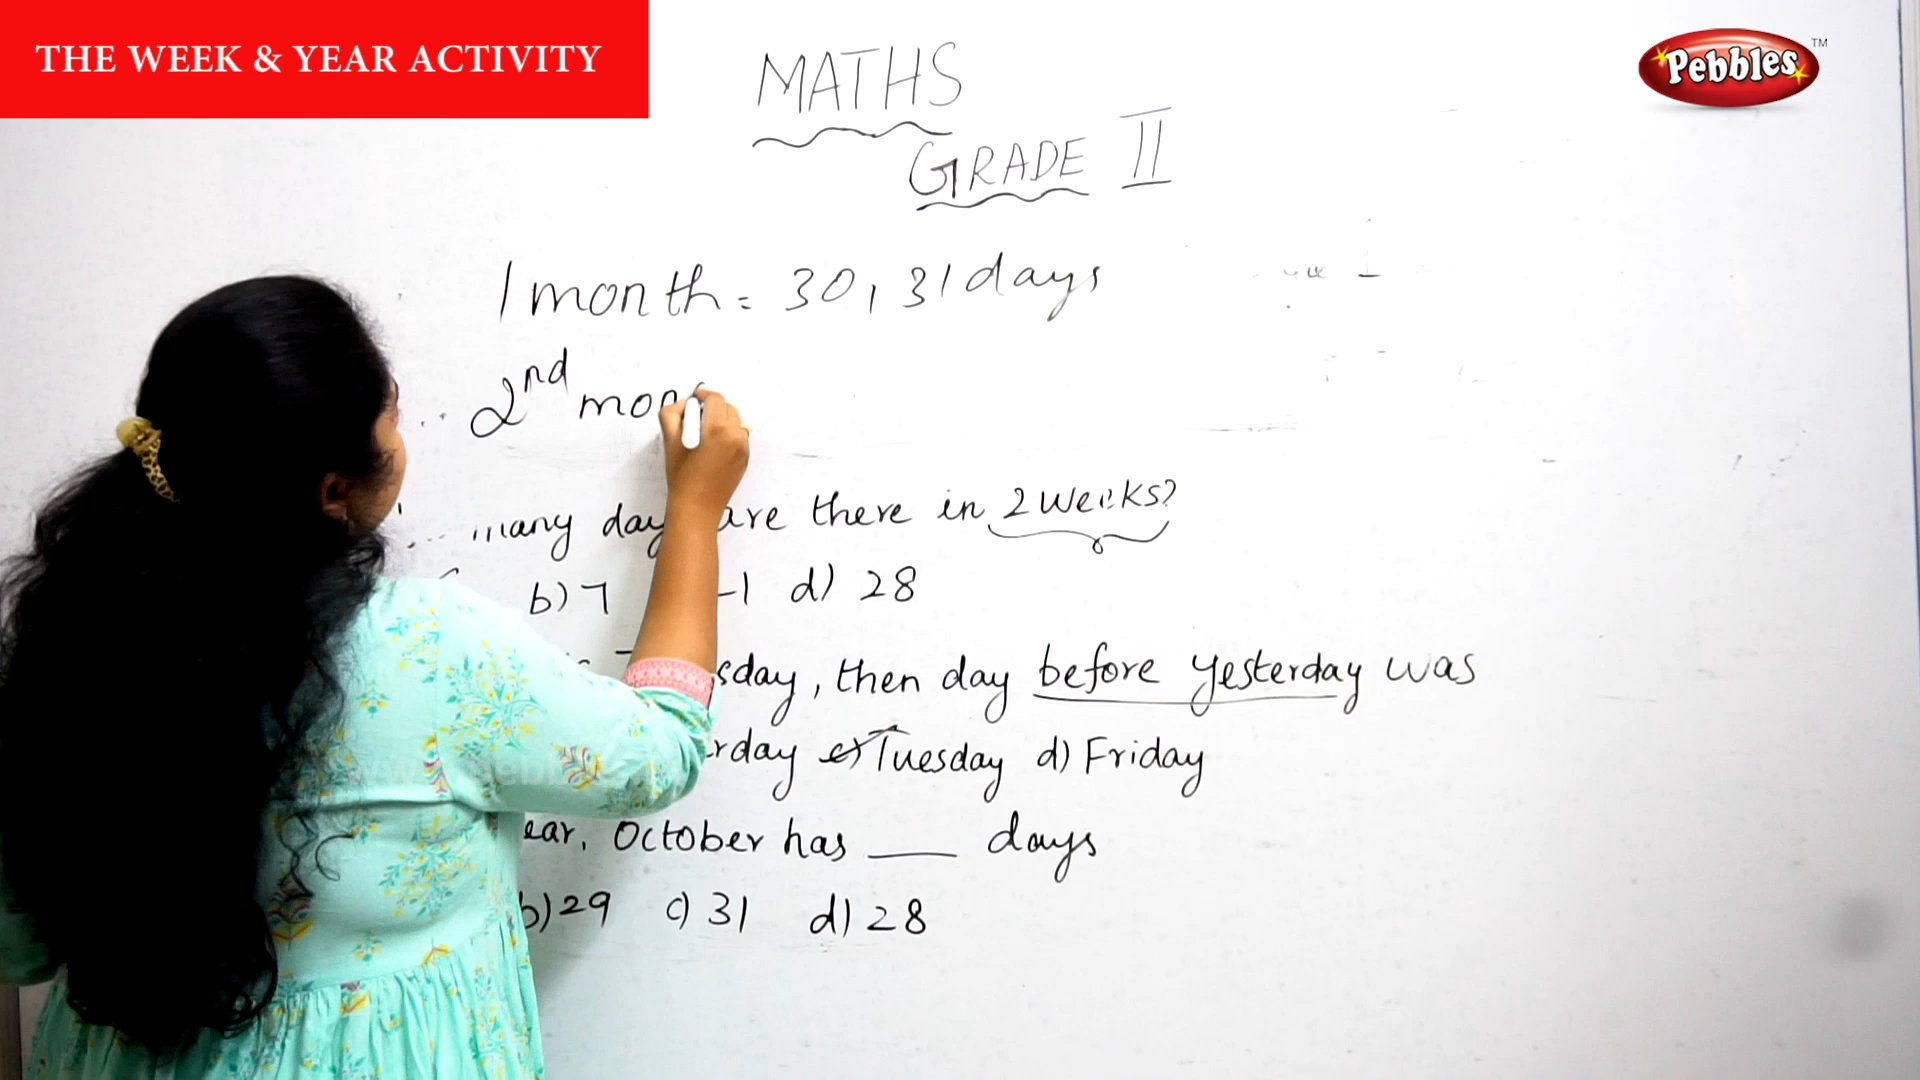 THE WEEK & YEAR ACTIVITY
Pebbles TM
MATHS
GRADE II
1 month = 30, 31 days
2nd mon
many day are there in 2 weeks?
b) 7 d) 28
sday, then day before yesterday was
rday c) Tuesday d) Friday
ear, October has ___ days
b) 29 c) 31 d) 28